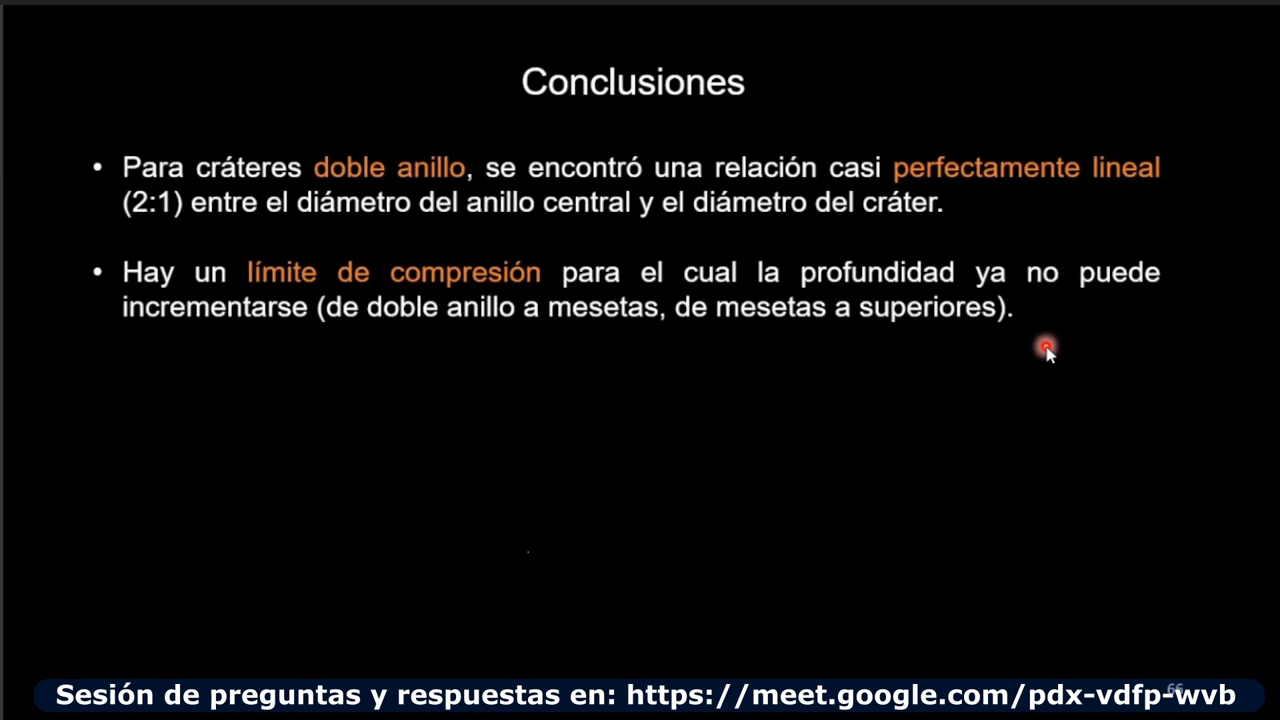 Conclusiones
• Para cráteres doble anillo, se encontró una relación casi perfectamente lineal
(2:1) entre el diámetro del anillo central y el diámetro del cráter.
• Hay un límite de compresión para el cual la profundidad ya no puede
incrementarse (de doble anillo a mesetas, de mesetas a superiores).
66
Sesión de preguntas y respuestas en: https://meet.google.com/pdx-vdfp-wvb